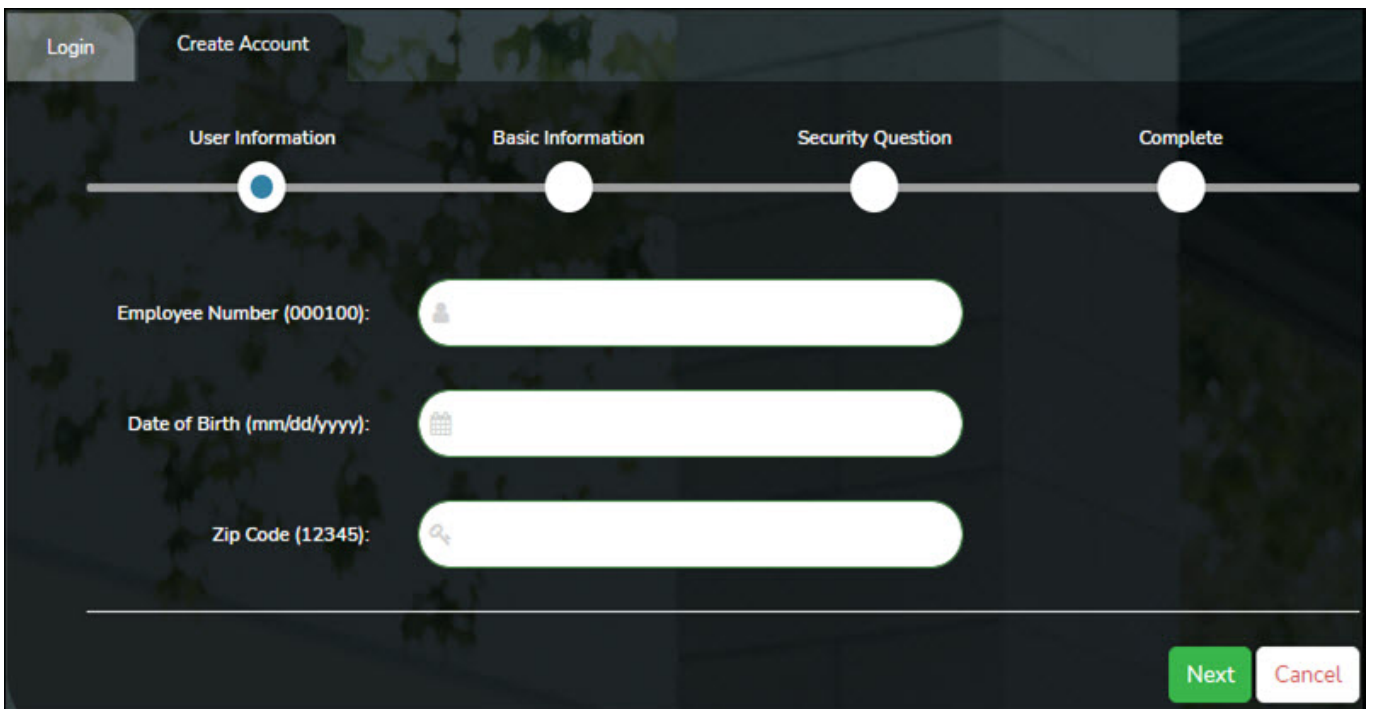 Login
Create Account
User Information
Basic Information
Security Question
Complete
Employee Number (000100):
Date of Birth (mm/dd/yyyy):
Zip Code (12345):
Next
Cancel